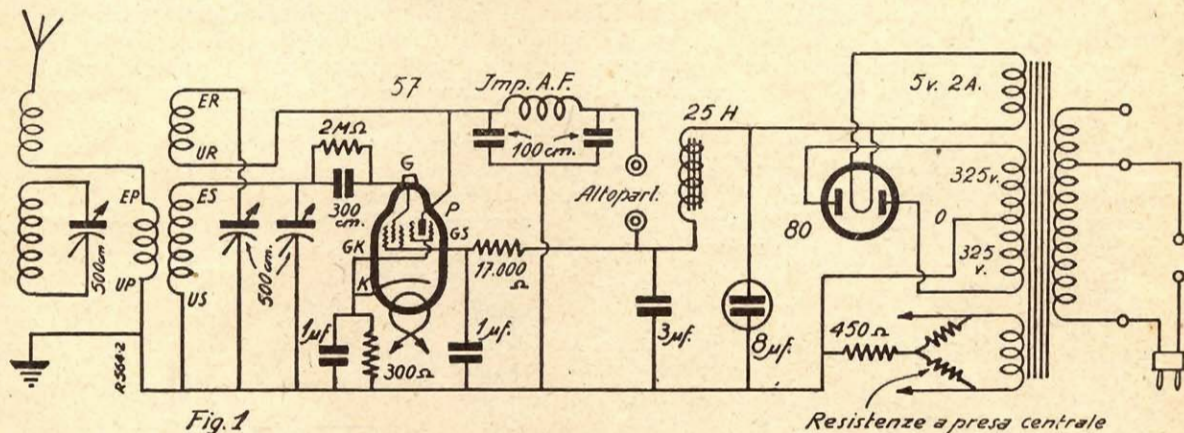 57
Imp. A.F.
5v. 2A.
ER
UR
2MΩ
100 cm.
25 H
G
325v.
EP
ES
300 cm.
P
Altoparl.
0
GK
GS
80
325 v.
500 cm
UP
US
500 cm.
K
17.000 Ω
R 564-2
1µf.
300Ω
1µf.
3µf.
8µf.
450Ω
Fig.1
Resistenze a presa centrale